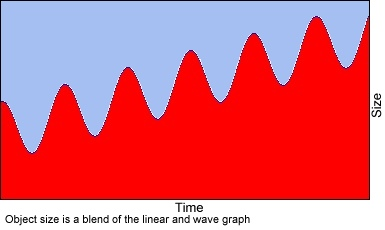 Size
Time
Object size is a blend of the linear and wave graph